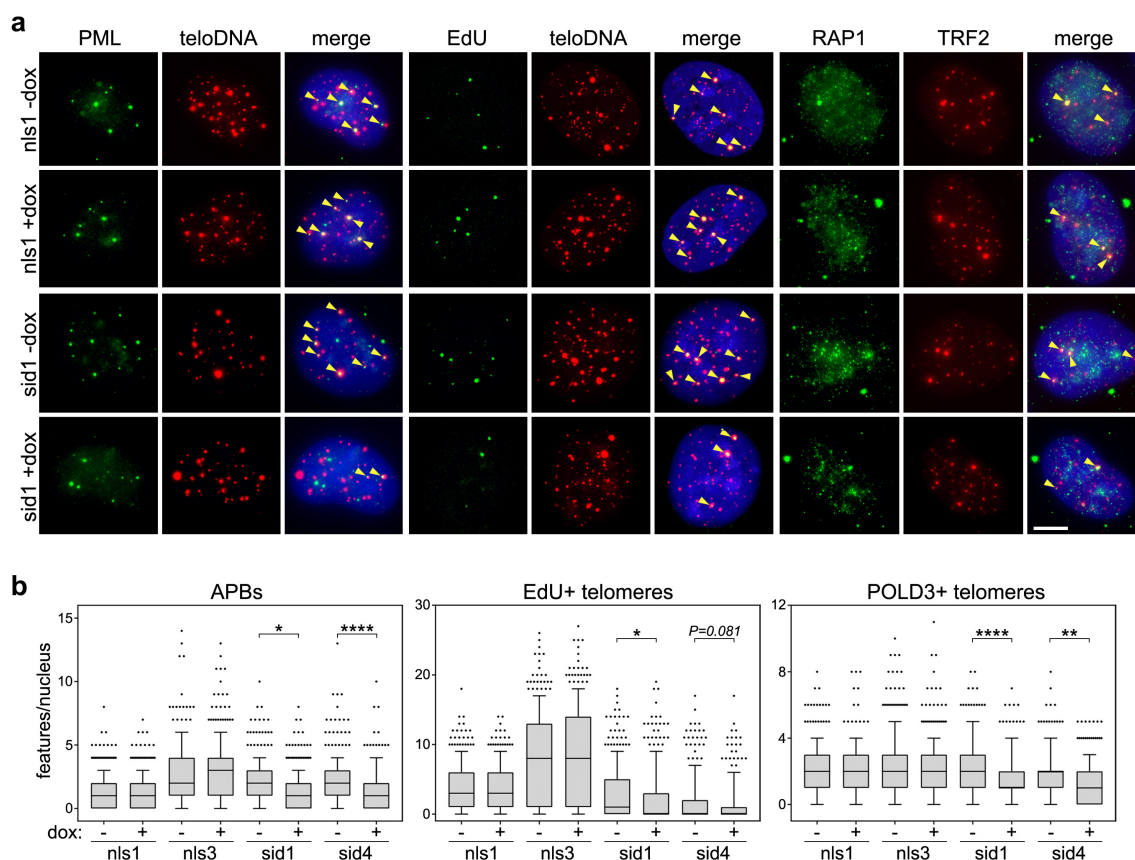 a
PML teloDNA merge EdU teloDNA merge RAP1 TRF2 merge
nls1 -dox
nls1 +dox
sid1 -dox
sid1 +dox
b
APBs EdU+ telomeres POLD3+ telomeres
features/nucleus
15
10
5
0
* ****
30
20
10
0
* P=0.081
12
8
4
0
**** **
dox: - + - + - + - + - + - + - + - + - + - + - + - +
nls1 nls3 sid1 sid4 nls1 nls3 sid1 sid4 nls1 nls3 sid1 sid4